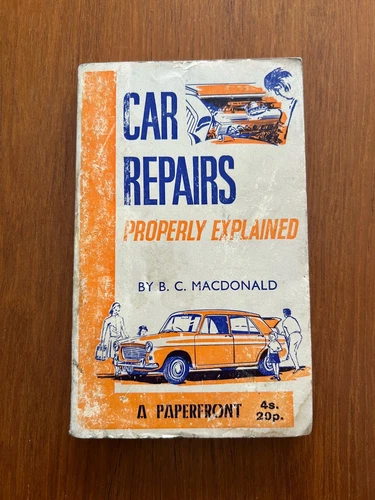 CAR
REPAIRS
PROPERLY EXPLAINED
BY B. C. MACDONALD
A PAPERFRONT
4s.
20p.